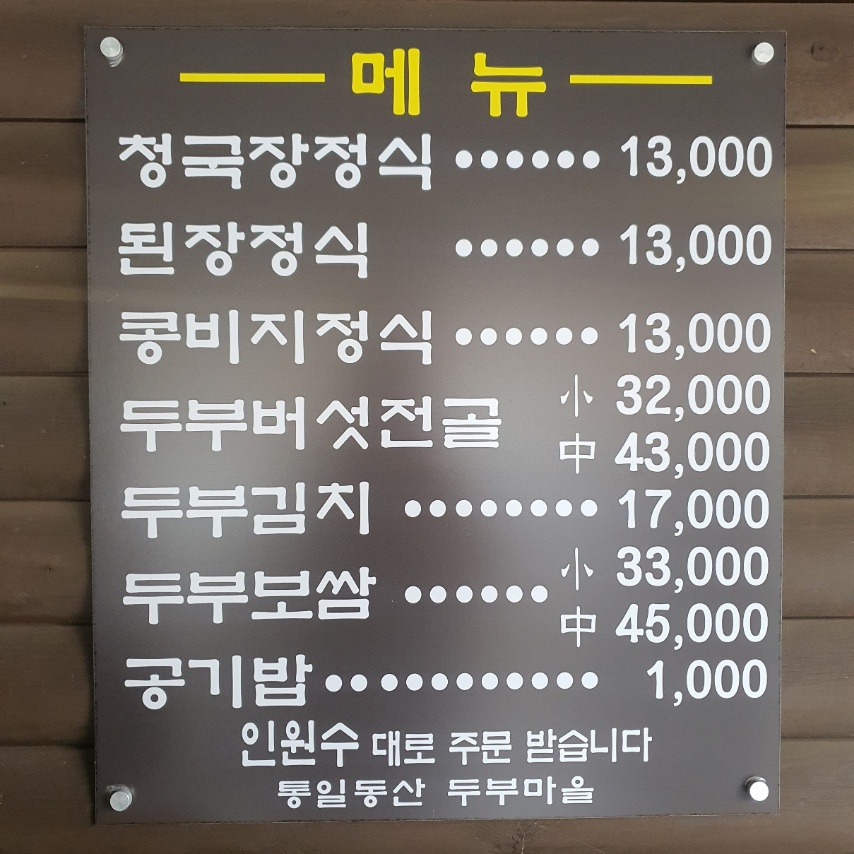 메 뉴
청국장정식 •••••• 13,000
된장정식 •••••• 13,000
콩비지정식 •••••• 13,000
두부버섯전골 小 32,000
中 43,000
두부김치 •••••••• 17,000
두부보쌈 •••••• 小 33,000
中 45,000
공기밥 ••••••••••• 1,000
인원수 대로 주문 받습니다
통일동산 두부마을